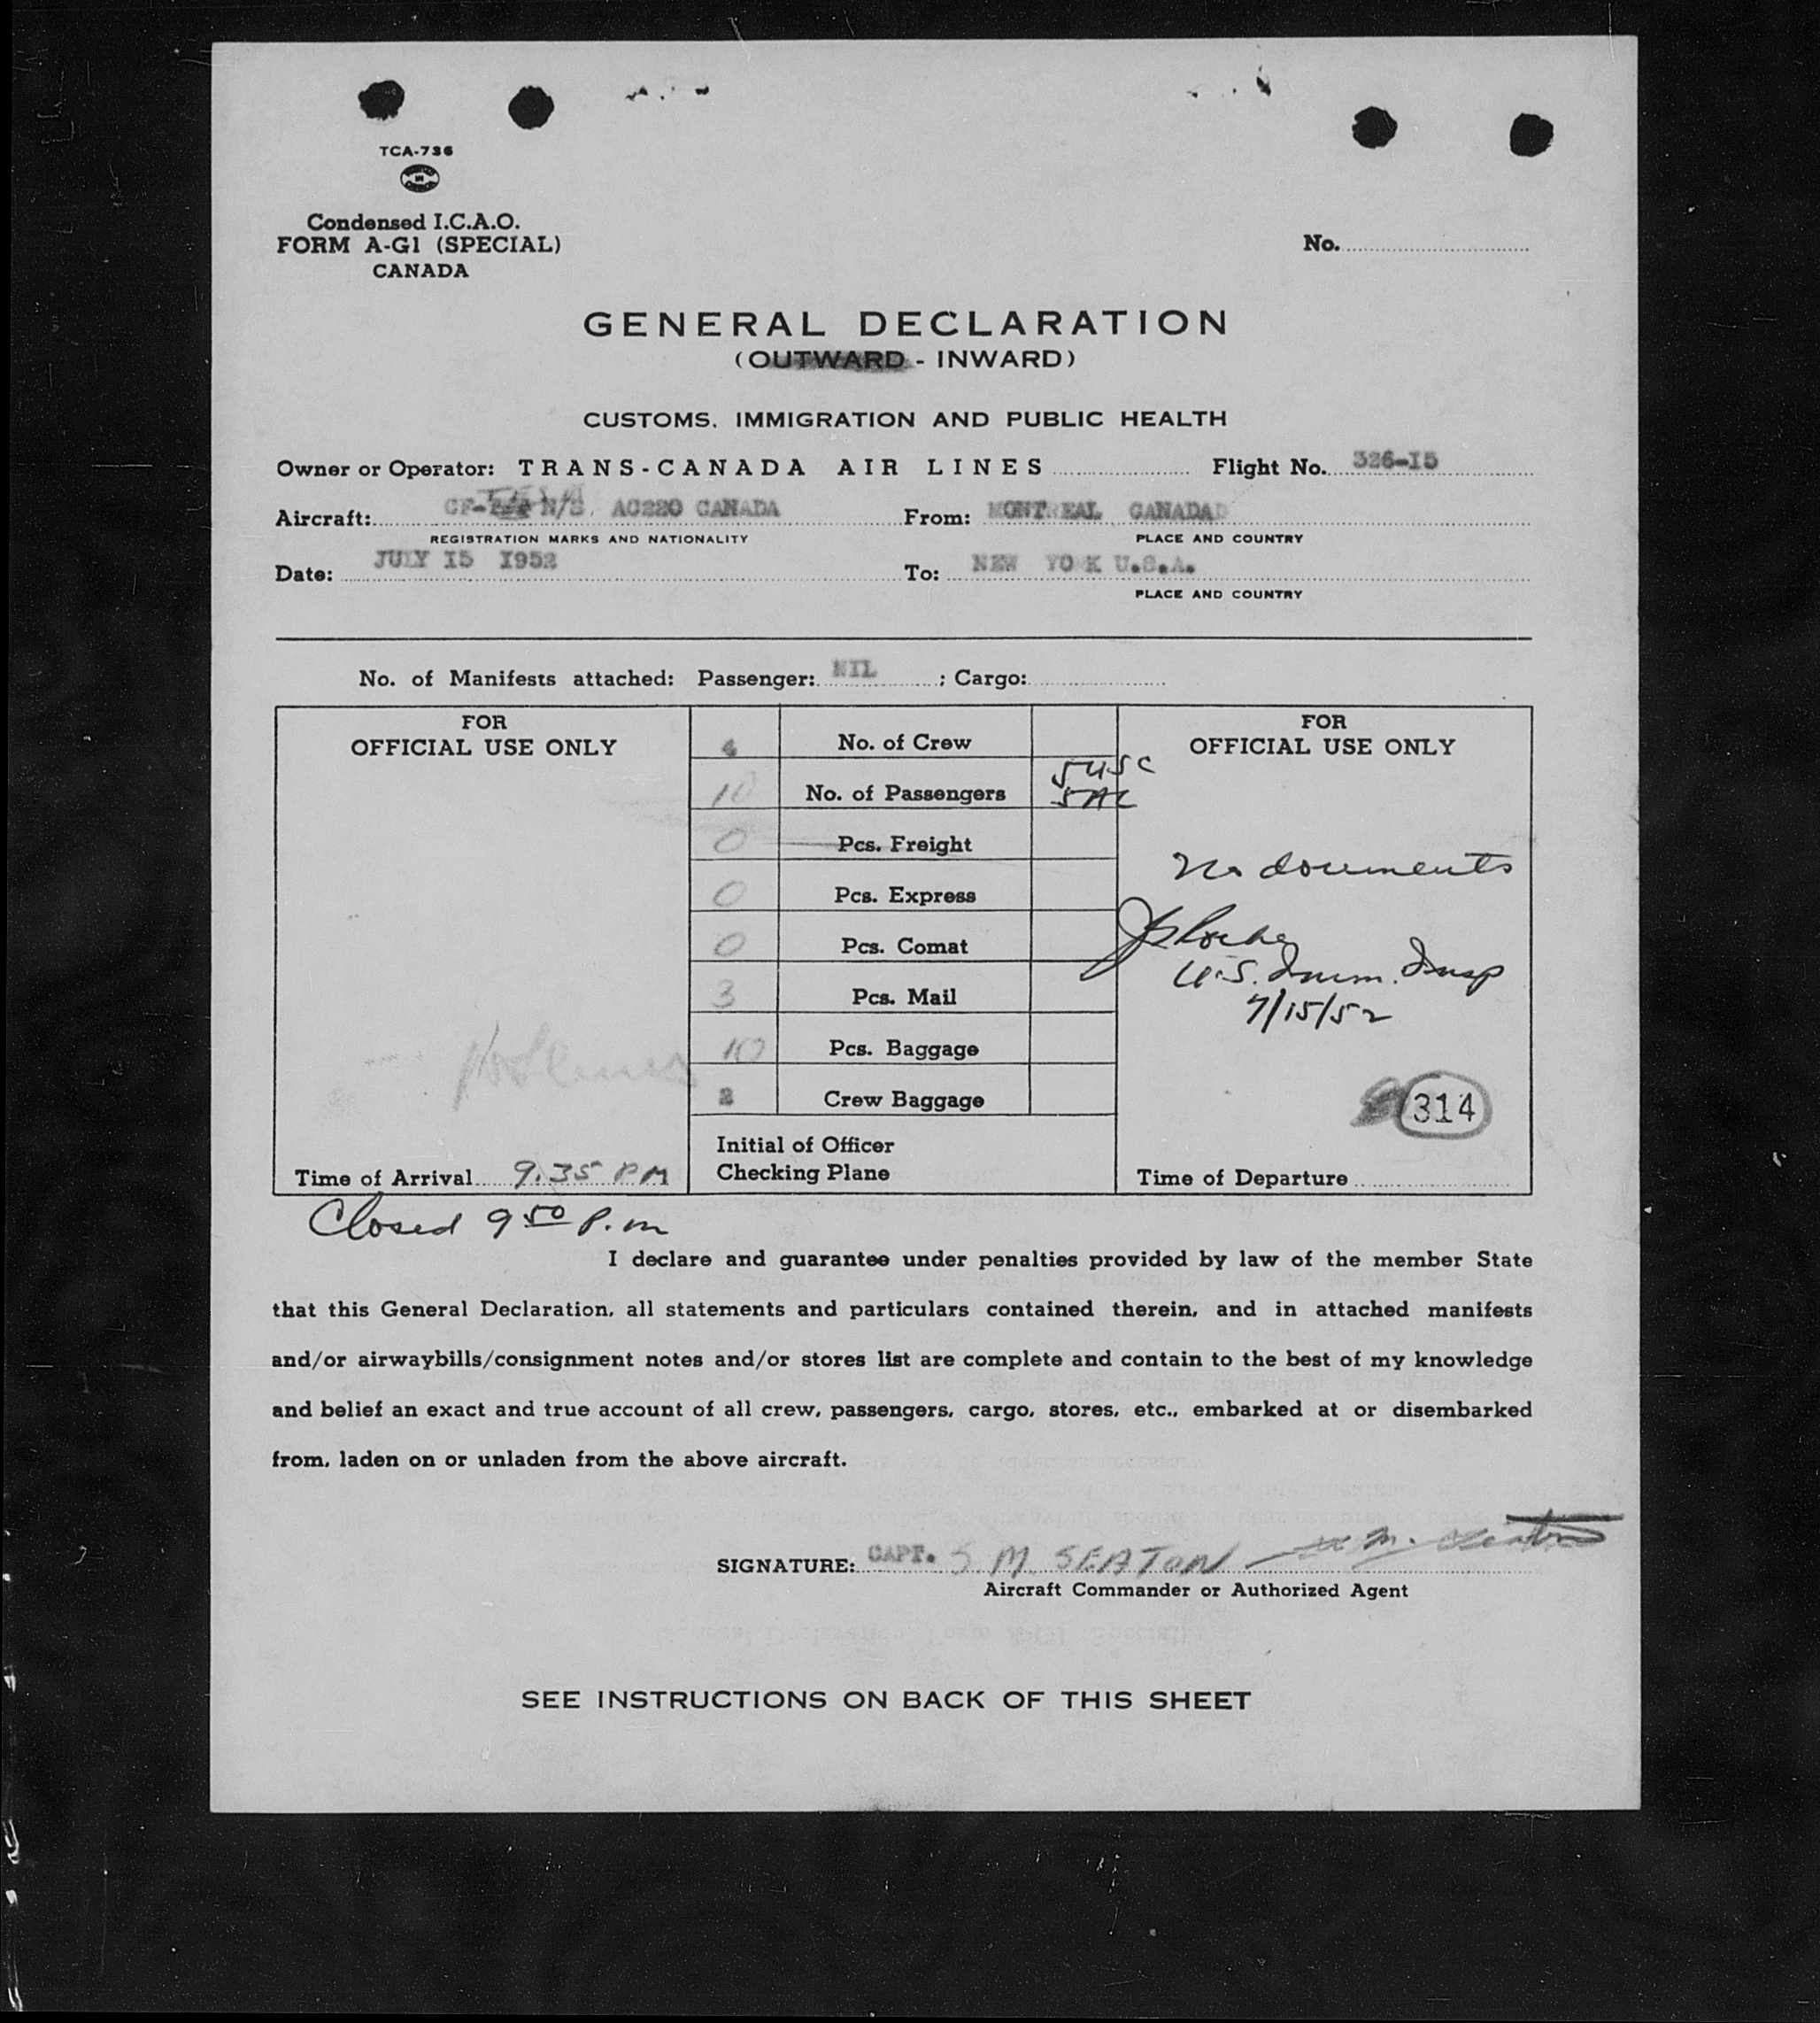 TCA-736
Condensed I.C.A.O.
FORM A-G1 (SPECIAL)
CANADA
No.
GENERAL DECLARATION
(OUTWARD - INWARD)
CUSTOMS, IMMIGRATION AND PUBLIC HEALTH
Owner or Operator: TRANS-CANADA AIR LINES Flight No. 326-15
Aircraft: CF- N/S. AC220 CANADA From: MONTREAL CANADA
REGISTRATION MARKS AND NATIONALITY PLACE AND COUNTRY
Date: JULY 15 1952 To: NEW YO K U.S.A.
PLACE AND COUNTRY
No. of Manifests attached: Passenger: NIL ; Cargo:
FOR
OFFICIAL USE ONLY
4 No. of Crew
10 No. of Passengers 5 USC
5 AL
0 Pcs. Freight
0 Pcs. Express
0 Pcs. Comat
3 Pcs. Mail
10 Pcs. Baggage
2 Crew Baggage
Initial of Officer
Checking Plane
FOR
OFFICIAL USE ONLY
No documents
U.S. Imm. Insp
7/15/52
314
Time of Arrival 9.35 PM
Time of Departure
Closed 9 50 P.m
I declare and guarantee under penalties provided by law of the member State
that this General Declaration, all statements and particulars contained therein, and in attached manifests
and/or airwaybills/consignment notes and/or stores list are complete and contain to the best of my knowledge
and belief an exact and true account of all crew, passengers, cargo, stores, etc., embarked at or disembarked
from, laden on or unladen from the above aircraft.
SIGNATURE: CAPT. S. M. SEATON
Aircraft Commander or Authorized Agent
SEE INSTRUCTIONS ON BACK OF THIS SHEET